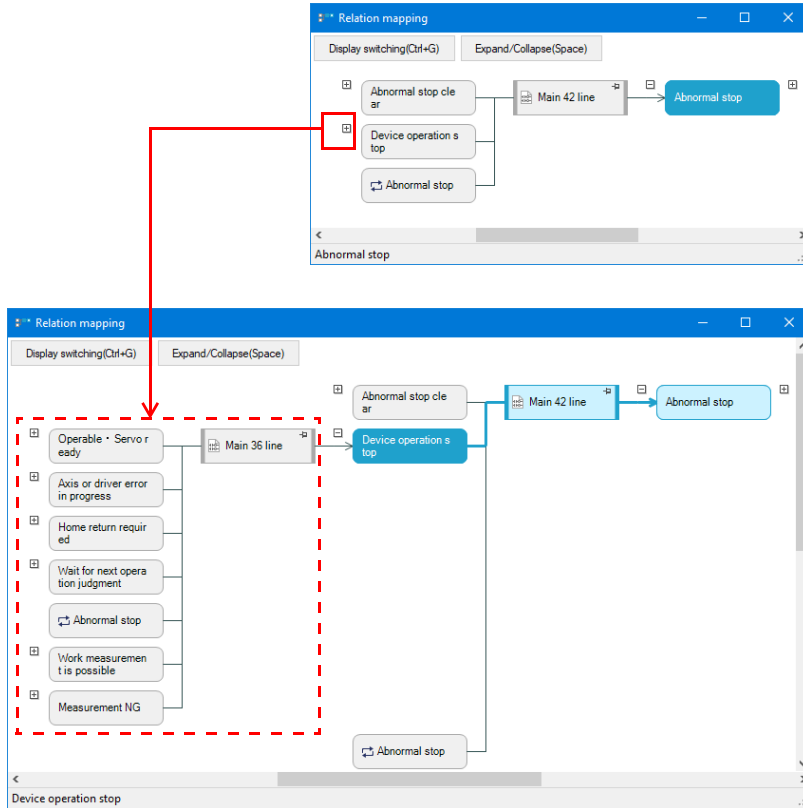 Relation mapping
Display switching(Ctrl+G)
Expand/Collapse(Space)
Abnormal stop cle
ar
Main 42 line
Abnormal stop
Device operation s
top
Abnormal stop
Abnormal stop
Relation mapping
Display switching(Ctrl+G)
Expand/Collapse(Space)
Abnormal stop cle
ar
Main 42 line
Abnormal stop
Operable・Servo r
eady
Main 36 line
Device operation s
top
Axis or driver error
in progress
Home return requir
ed
Wait for next opera
tion judgment
Abnormal stop
Work measuremen
t is possible
Measurement NG
Abnormal stop
Device operation stop